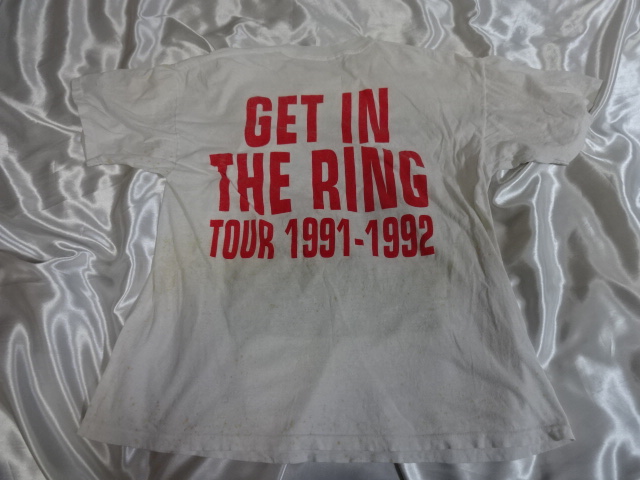 GET IN
THE RING
TOUR 1991-1992